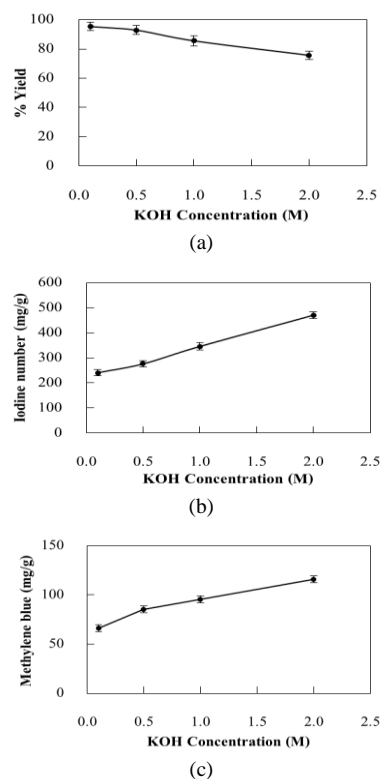 100
80
60
40
20
0
% Yield
0.0 0.5 1.0 1.5 2.0 2.5
KOH Concentration (M)
(a)
600
500
400
300
200
100
0
Iodine number (mg/g)
0.0 0.5 1.0 1.5 2.0 2.5
KOH Concentration (M)
(b)
150
100
50
0
Methylene blue (mg/g)
0.0 0.5 1.0 1.5 2.0 2.5
KOH Concentration (M)
(c)